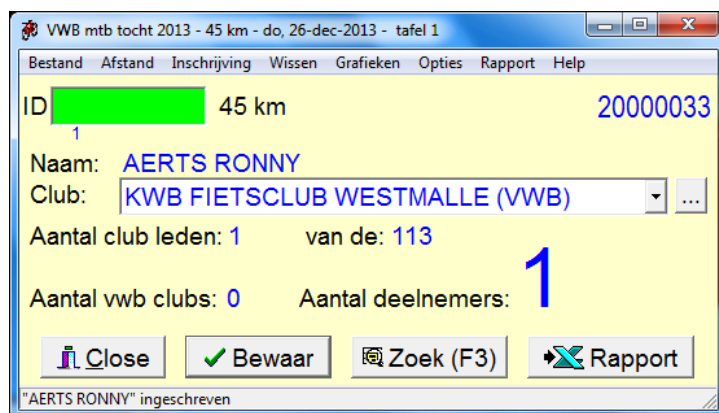 VWB mtb tocht 2013 - 45 km - do, 26-dec-2013 - tafel 1
Bestand Afstand Inschrijving Wissen Grafieken Opties Rapport Help
ID 45 km 20000033
1
Naam: AERTS RONNY
Club: KWB FIETSCLUB WESTMALLE (VWB) ...
Aantal club leden: 1 van de: 113
Aantal vwb clubs: 0 Aantal deelnemers: 1
Close Bewaar Zoek (F3) Rapport
"AERTS RONNY" ingeschreven